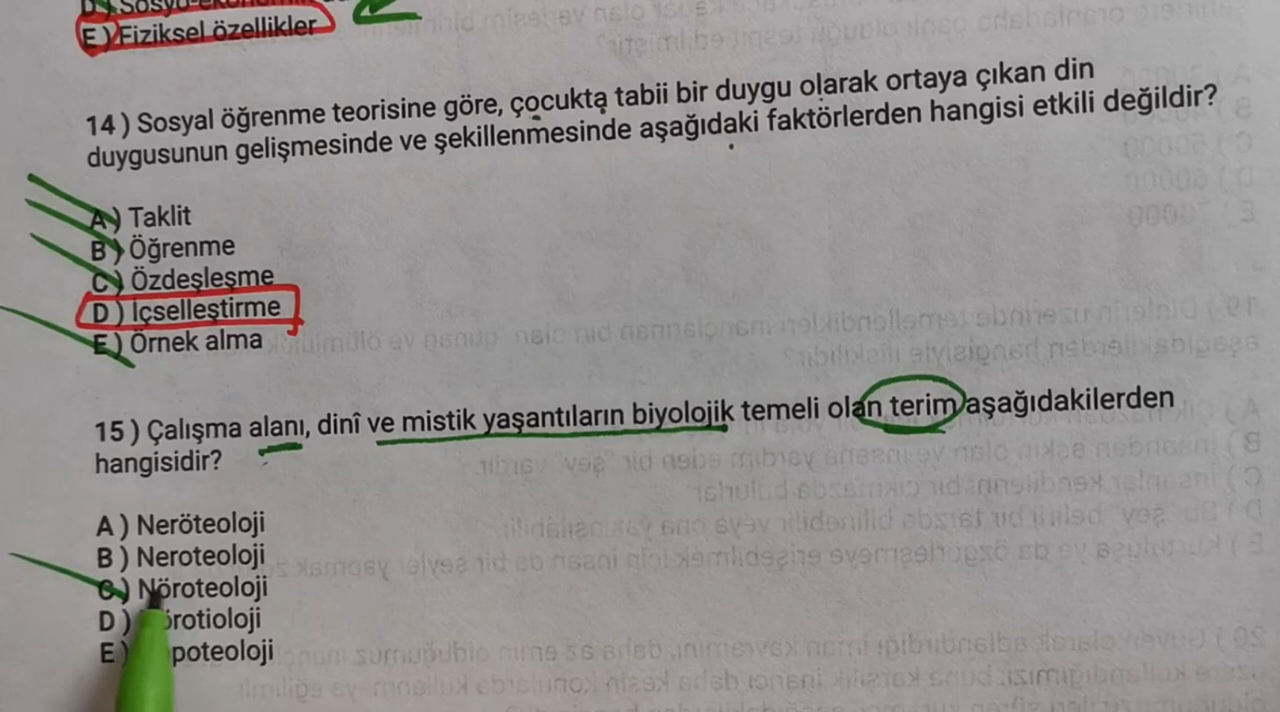 E ) Fiziksel özellikler
14 ) Sosyal öğrenme teorisine göre, çocukta tabii bir duygu olarak ortaya çıkan din
duygusunun gelişmesinde ve şekillenmesinde aşağıdaki faktörlerden hangisi etkili değildir?
A ) Taklit
B ) Öğrenme
C ) Özdeşleşme
D ) İçselleştirme
E ) Örnek alma
15 ) Çalışma alanı, dinî ve mistik yaşantıların biyolojik temeli olan terim aşağıdakilerden
hangisidir?
A ) Neröteoloji
B ) Neroteoloji
C ) Nöroteoloji
D )
E )